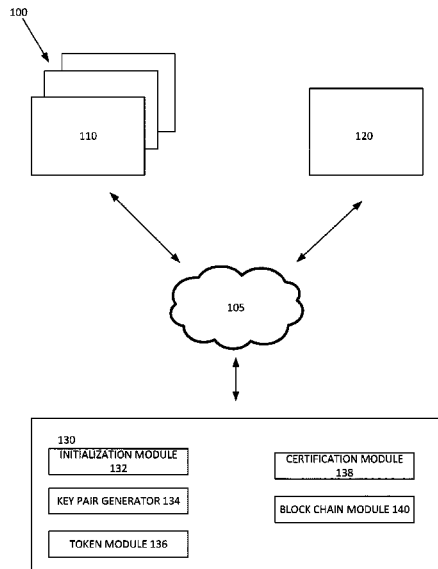 100
110
120
105
130
INITIALIZATION MODULE
132
KEY PAIR GENERATOR 134
TOKEN MODULE 136
CERTIFICATION MODULE
138
BLOCK CHAIN MODULE 140